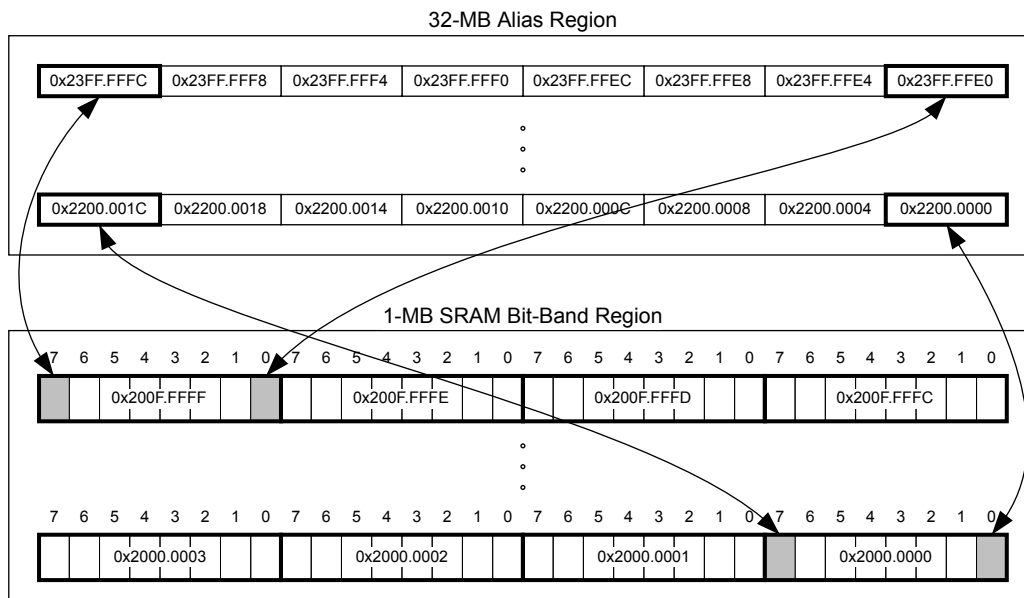 32-MB Alias Region
0x23FF.FFFC 0x23FF.FFF8 0x23FF.FFF4 0x23FF.FFF0 0x23FF.FFEC 0x23FF.FFE8 0x23FF.FFE4 0x23FF.FFE0
0x2200.001C 0x2200.0018 0x2200.0014 0x2200.0010 0x2200.000C 0x2200.0008 0x2200.0004 0x2200.0000
1-MB SRAM Bit-Band Region
7 6 5 4 3 2 1 0 7 6 5 4 3 2 1 0 7 6 5 4 3 2 1 0 7 6 5 4 3 2 1 0
0x200F.FFFF 0x200F.FFFE 0x200F.FFFD 0x200F.FFFC
7 6 5 4 3 2 1 0 7 6 5 4 3 2 1 0 7 6 5 4 3 2 1 0 7 6 5 4 3 2 1 0
0x2000.0003 0x2000.0002 0x2000.0001 0x2000.0000